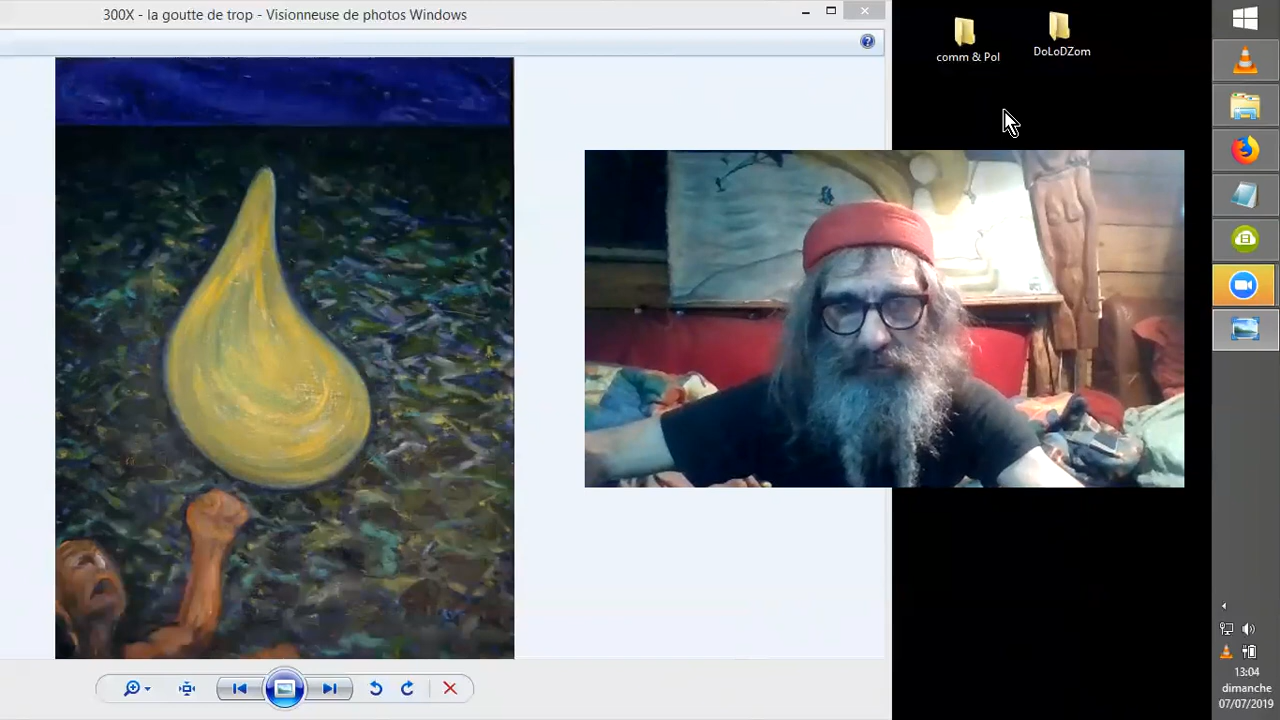 300X - la goutte de trop - Visionneuse de photos Windows
comm & Pol
DoLoDZom
13:04
dimanche
07/07/2019